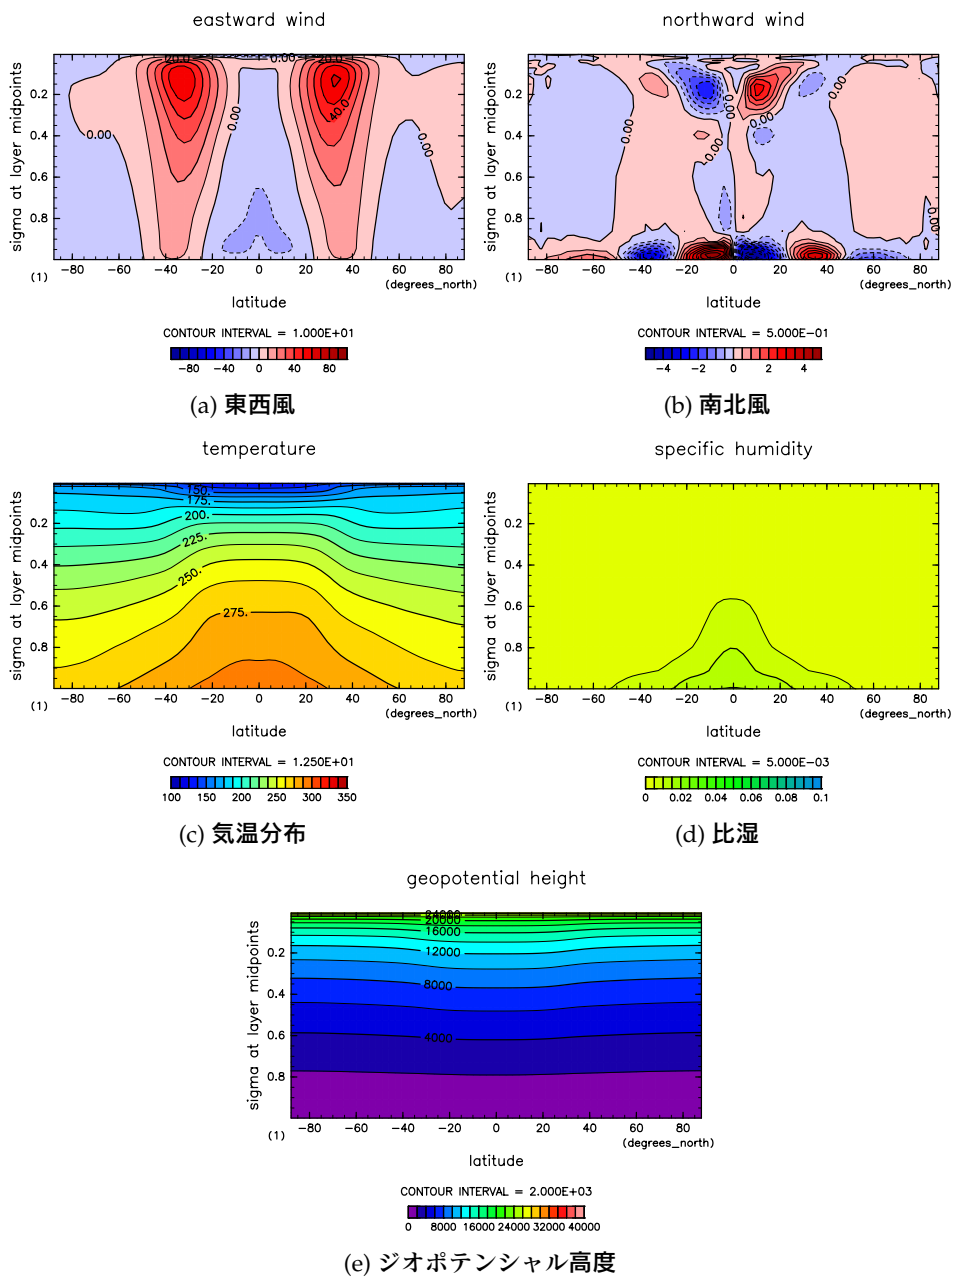 eastward wind
20.0
0.00
20.0
sigma at layer midpoints
0.2
0.4
0.6
0.8
0.00
0.00
40.0
0.00
−80 −60 −40 −20 0 20 40 60 80
(1)
(degrees_north)
latitude
CONTOUR INTERVAL = 1.000E+01
−80 −40 0 40 80
(a) 東西風
northward wind
sigma at layer midpoints
0.2
0.4
0.6
0.8
0.00
0.00
0.00
0.00
0.00
0.00
−80 −60 −40 −20 0 20 40 60 80
(1)
(degrees_north)
latitude
CONTOUR INTERVAL = 5.000E−01
−4 −2 0 2 4
(b) 南北風
temperature
sigma at layer midpoints
0.2
0.4
0.6
0.8
150.
175.
200.
225.
250.
275.
−80 −60 −40 −20 0 20 40 60 80
(1)
(degrees_north)
latitude
CONTOUR INTERVAL = 1.250E+01
100 150 200 250 300 350
(c) 気温分布
specific humidity
sigma at layer midpoints
0.2
0.4
0.6
0.8
−80 −60 −40 −20 0 20 40 60 80
(1)
(degrees_north)
latitude
CONTOUR INTERVAL = 5.000E−03
0 0.02 0.04 0.06 0.08 0.1
(d) 比湿
geopotential height
sigma at layer midpoints
0.2
0.4
0.6
0.8
24000
20000
16000
12000
8000
4000
−80 −60 −40 −20 0 20 40 60 80
(1)
(degrees_north)
latitude
CONTOUR INTERVAL = 2.000E+03
0 8000 16000 24000 32000 40000
(e) ジオポテンシャル高度